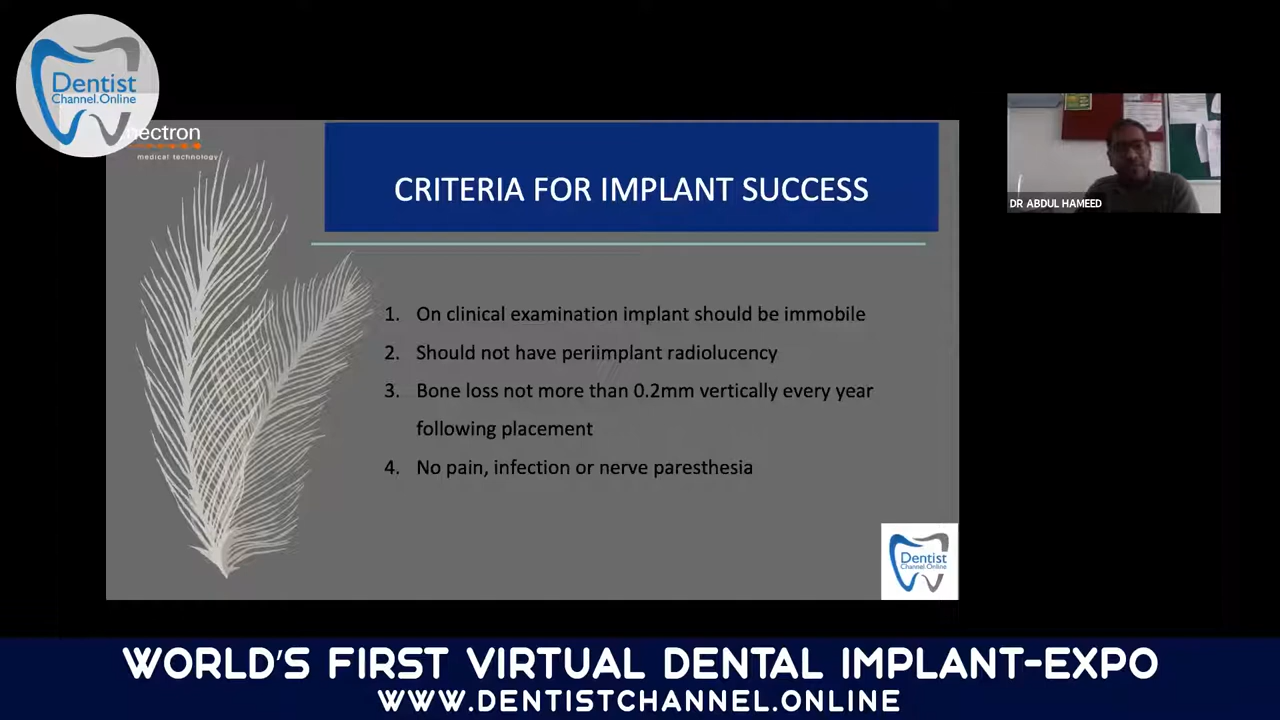 Dentist
Channel.Online
nectron
medical technology
CRITERIA FOR IMPLANT SUCCESS
1. On clinical examination implant should be immobile
2. Should not have periimplant radiolucency
3. Bone loss not more than 0.2mm vertically every year
following placement
4. No pain, infection or nerve paresthesia
DR ABDUL HAMEED
Dentist
Channel.Online
WORLD'S FIRST VIRTUAL DENTAL IMPLANT-EXPO
WWW.DENTISTCHANNEL.ONLINE